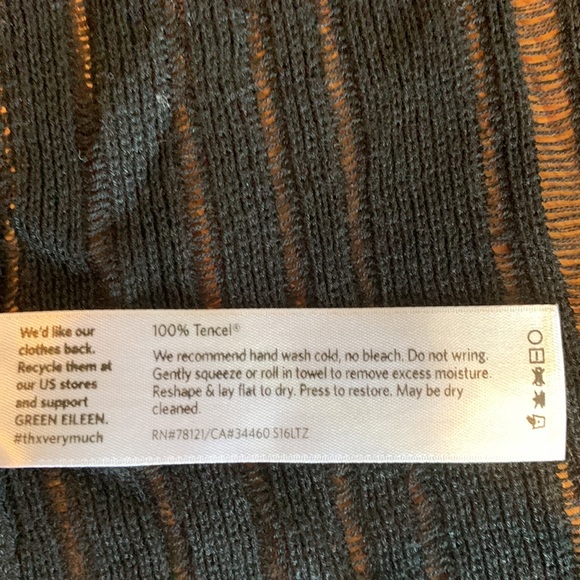 We'd like our
clothes back.
Recycle them at
our US stores
and support
GREEN EILEEN.
#thxverymuch
100% Tencel®
We recommend hand wash cold, no bleach. Do not wring.
Gently squeeze or roll in towel to remove excess moisture.
Reshape & lay flat to dry. Press to restore. May be dry
cleaned.
RN#78121/CA#34460 S16LTZ